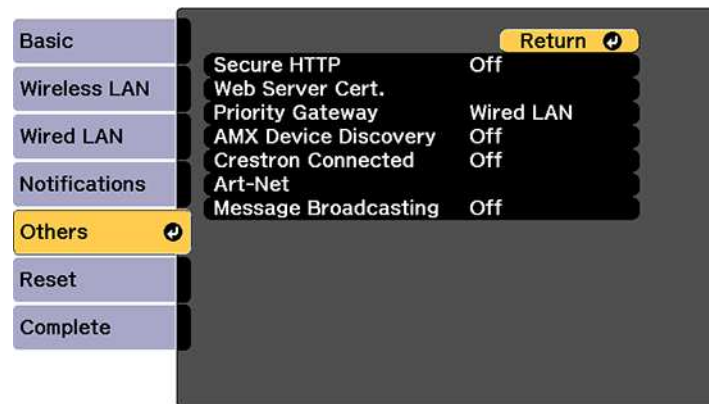 Basic
Wireless LAN
Wired LAN
Notifications
Others
Reset
Complete
Return
Secure HTTP Off
Web Server Cert.
Priority Gateway Wired LAN
AMX Device Discovery Off
Crestron Connected Off
Art-Net
Message Broadcasting Off